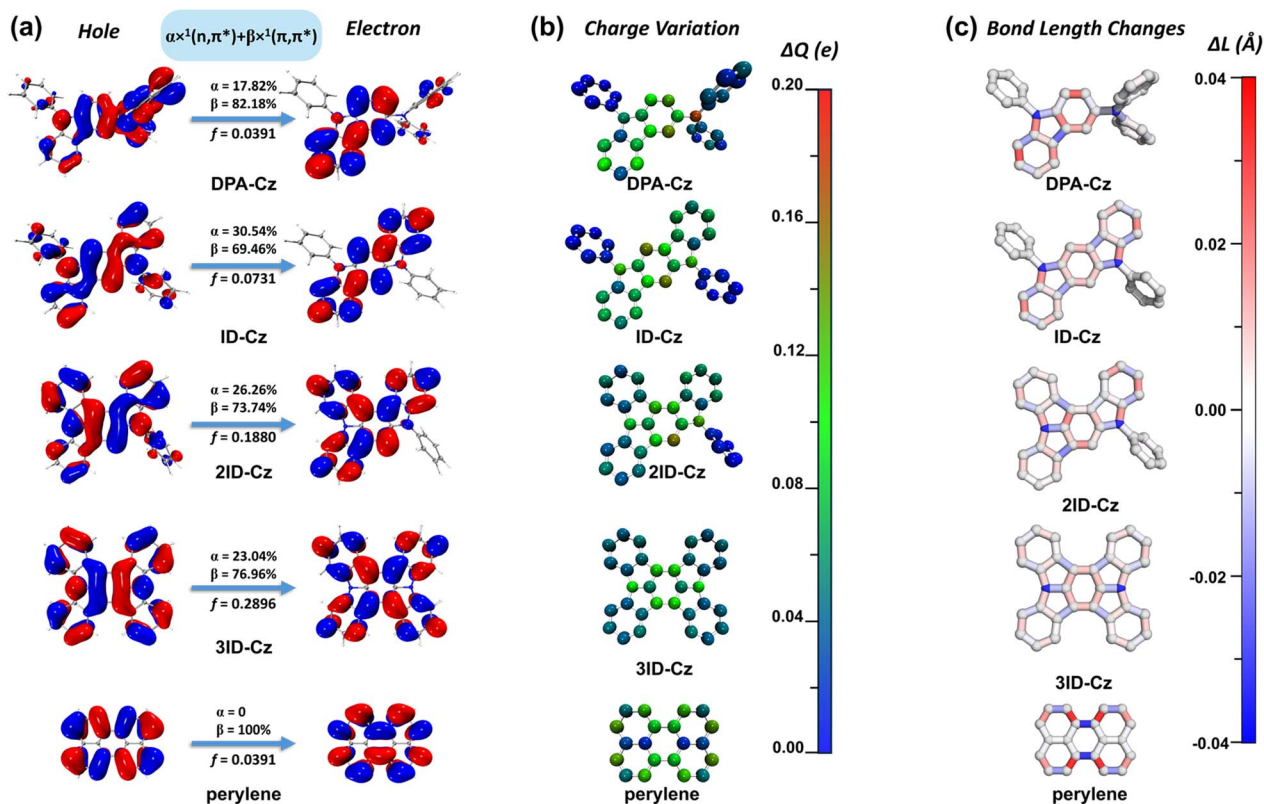 (a)
Hole
α×¹(n,π*)+β×¹(π,π*)
Electron
α = 17.82%
β = 82.18%
f = 0.0391
DPA-Cz
α = 30.54%
β = 69.46%
f = 0.0731
ID-Cz
α = 26.26%
β = 73.74%
f = 0.1880
2ID-Cz
α = 23.04%
β = 76.96%
f = 0.2896
3ID-Cz
α = 0
β = 100%
f = 0.0391
perylene
(b)
Charge Variation
ΔQ (e)
0.20
0.16
0.12
0.08
0.04
0.00
DPA-Cz
ID-Cz
2ID-Cz
3ID-Cz
perylene
(c)
Bond Length Changes
ΔL (Å)
0.04
0.02
0.00
-0.02
-0.04
DPA-Cz
ID-Cz
2ID-Cz
3ID-Cz
perylene